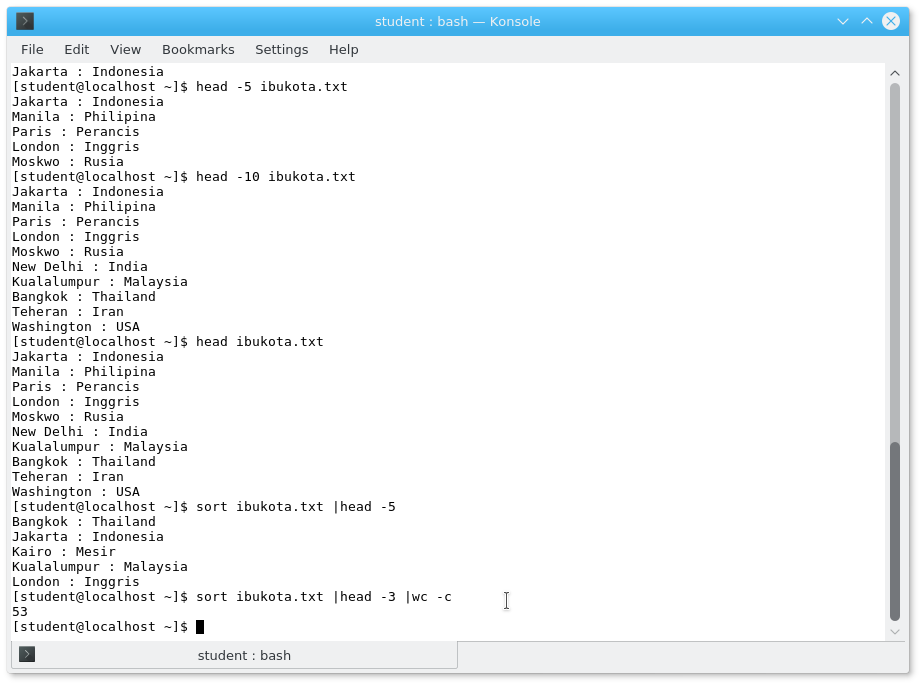 student : bash — Konsole
File Edit View Bookmarks Settings Help
Jakarta : Indonesia
[student@localhost ~]$ head -5 ibukota.txt
Jakarta : Indonesia
Manila : Philipina
Paris : Perancis
London : Inggris
Moskwo : Rusia
[student@localhost ~]$ head -10 ibukota.txt
Jakarta : Indonesia
Manila : Philipina
Paris : Perancis
London : Inggris
Moskwo : Rusia
New Delhi : India
Kualalumpur : Malaysia
Bangkok : Thailand
Teheran : Iran
Washington : USA
[student@localhost ~]$ head ibukota.txt
Jakarta : Indonesia
Manila : Philipina
Paris : Perancis
London : Inggris
Moskwo : Rusia
New Delhi : India
Kualalumpur : Malaysia
Bangkok : Thailand
Teheran : Iran
Washington : USA
[student@localhost ~]$ sort ibukota.txt |head -5
Bangkok : Thailand
Jakarta : Indonesia
Kairo : Mesir
Kualalumpur : Malaysia
London : Inggris
[student@localhost ~]$ sort ibukota.txt |head -3 |wc -c
53
[student@localhost ~]$
student : bash